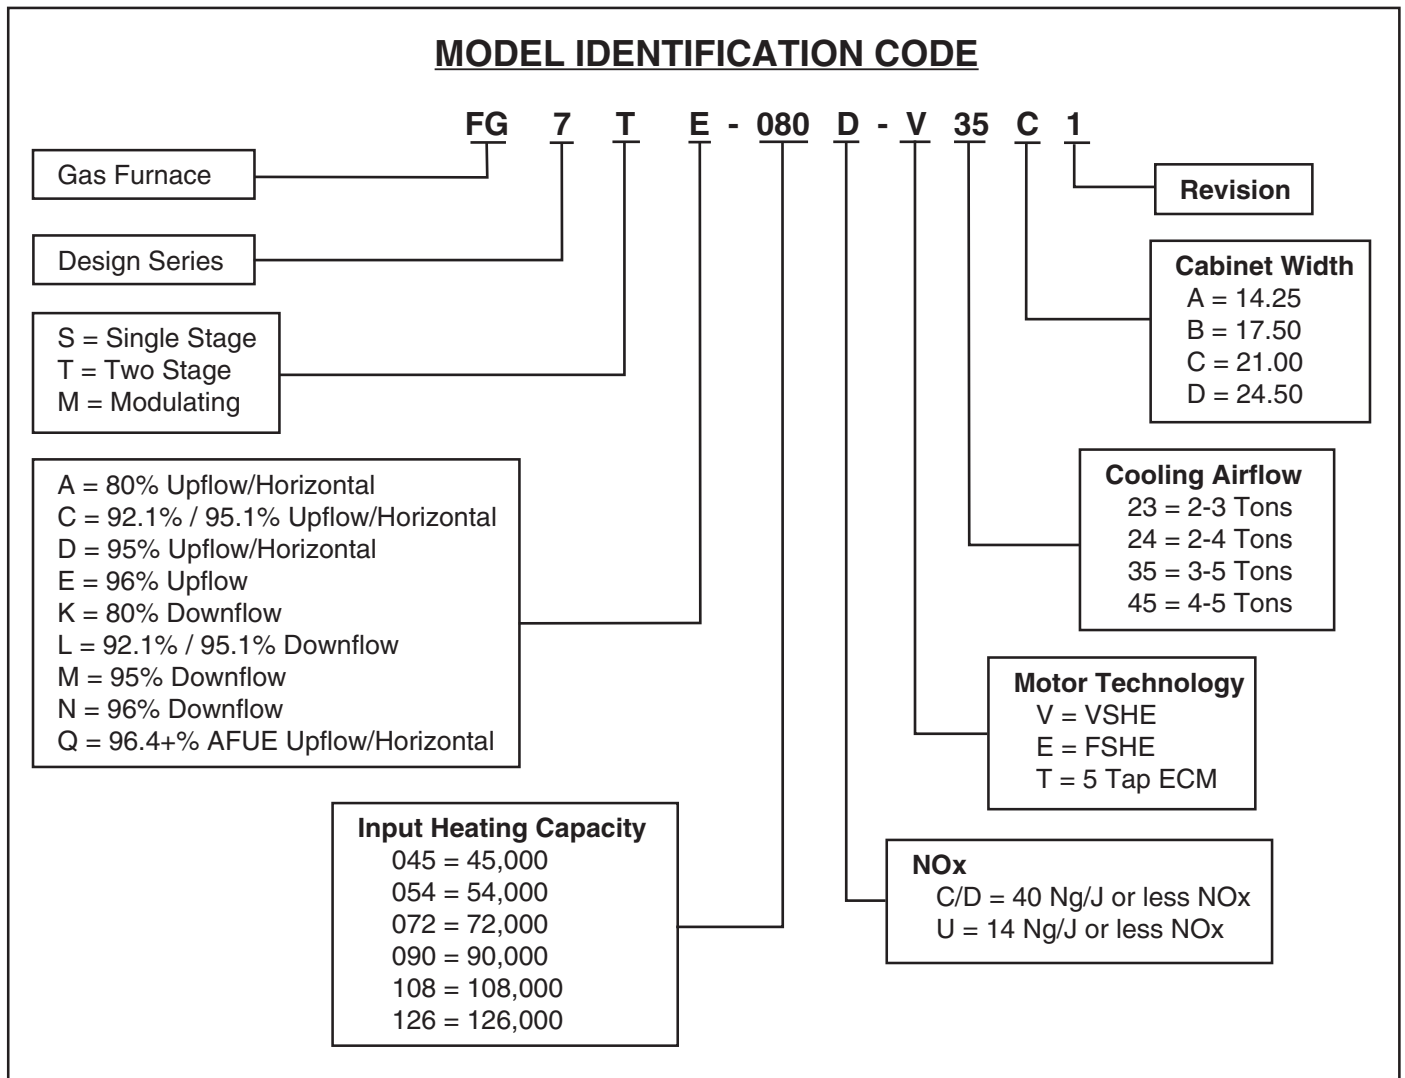 MODEL IDENTIFICATION CODE
FG 7 T E - 080 D - V 35 C 1
Gas Furnace
Design Series
S = Single Stage
T = Two Stage
M = Modulating
A = 80% Upflow/Horizontal
C = 92.1% / 95.1% Upflow/Horizontal
D = 95% Upflow/Horizontal
E = 96% Upflow
K = 80% Downflow
L = 92.1% / 95.1% Downflow
M = 95% Downflow
N = 96% Downflow
Q = 96.4+% AFUE Upflow/Horizontal
Input Heating Capacity
045 = 45,000
054 = 54,000
072 = 72,000
090 = 90,000
108 = 108,000
126 = 126,000
Revision
Cabinet Width
A = 14.25
B = 17.50
C = 21.00
D = 24.50
Cooling Airflow
23 = 2-3 Tons
24 = 2-4 Tons
35 = 3-5 Tons
45 = 4-5 Tons
Motor Technology
V = VSHE
E = FSHE
T = 5 Tap ECM
NOx
C/D = 40 Ng/J or less NOx
U = 14 Ng/J or less NOx